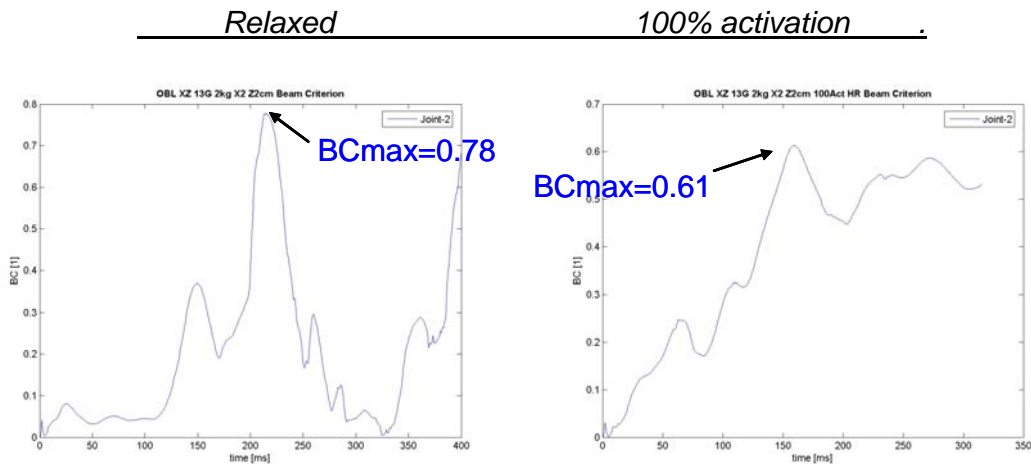 Relaxed 100% activation .
OBL XZ 13G 2kg X2 Z2cm Beam Criterion
Joint-2
BCmax=0.78
BC [1]
0.8
0.7
0.6
0.5
0.4
0.3
0.2
0.1
0
0 50 100 150 200 250 300 350 400
time [ms]
OBL XZ 13G 2kg X2 Z2cm 100Act HR Beam Criterion
Joint-2
BCmax=0.61
BC [1]
0.7
0.6
0.5
0.4
0.3
0.2
0.1
0
0 50 100 150 200 250 300 350
time [ms]